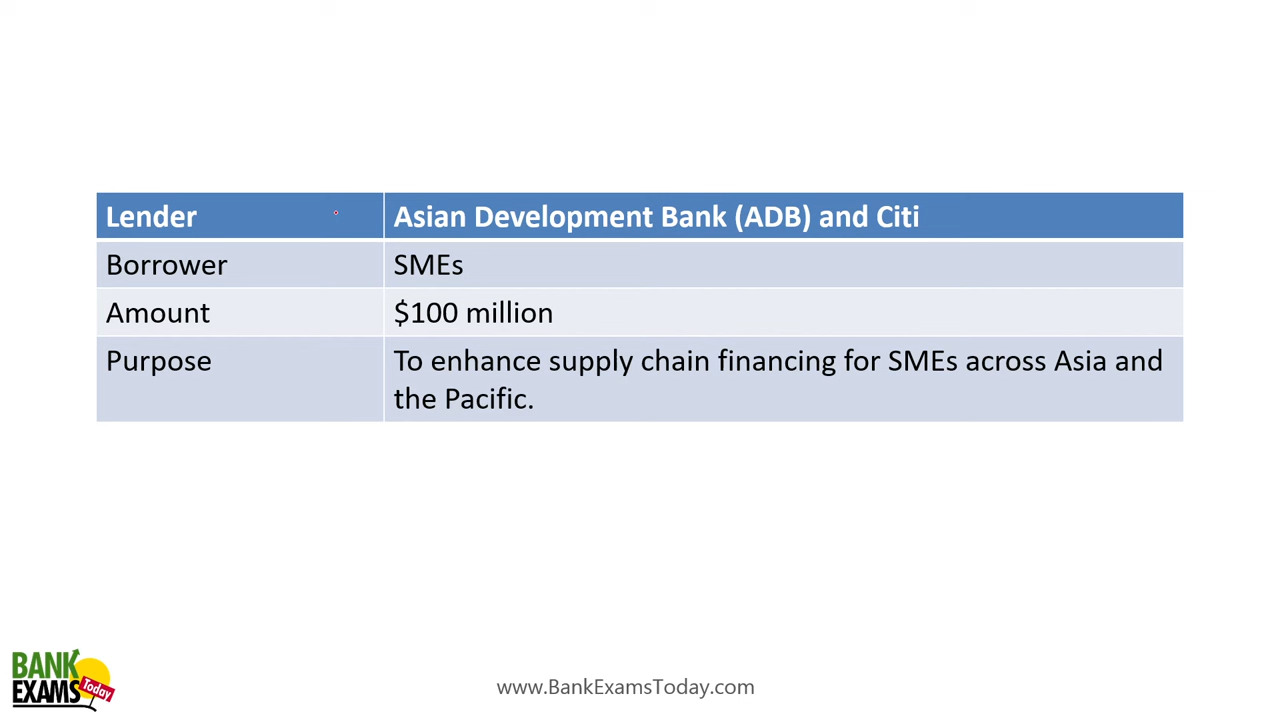 Lender Asian Development Bank (ADB) and Citi
Borrower SMEs
Amount $100 million
Purpose To enhance supply chain financing for SMEs across Asia and
the Pacific.
BANK
EXAMS
Today
www.BankExamsToday.com